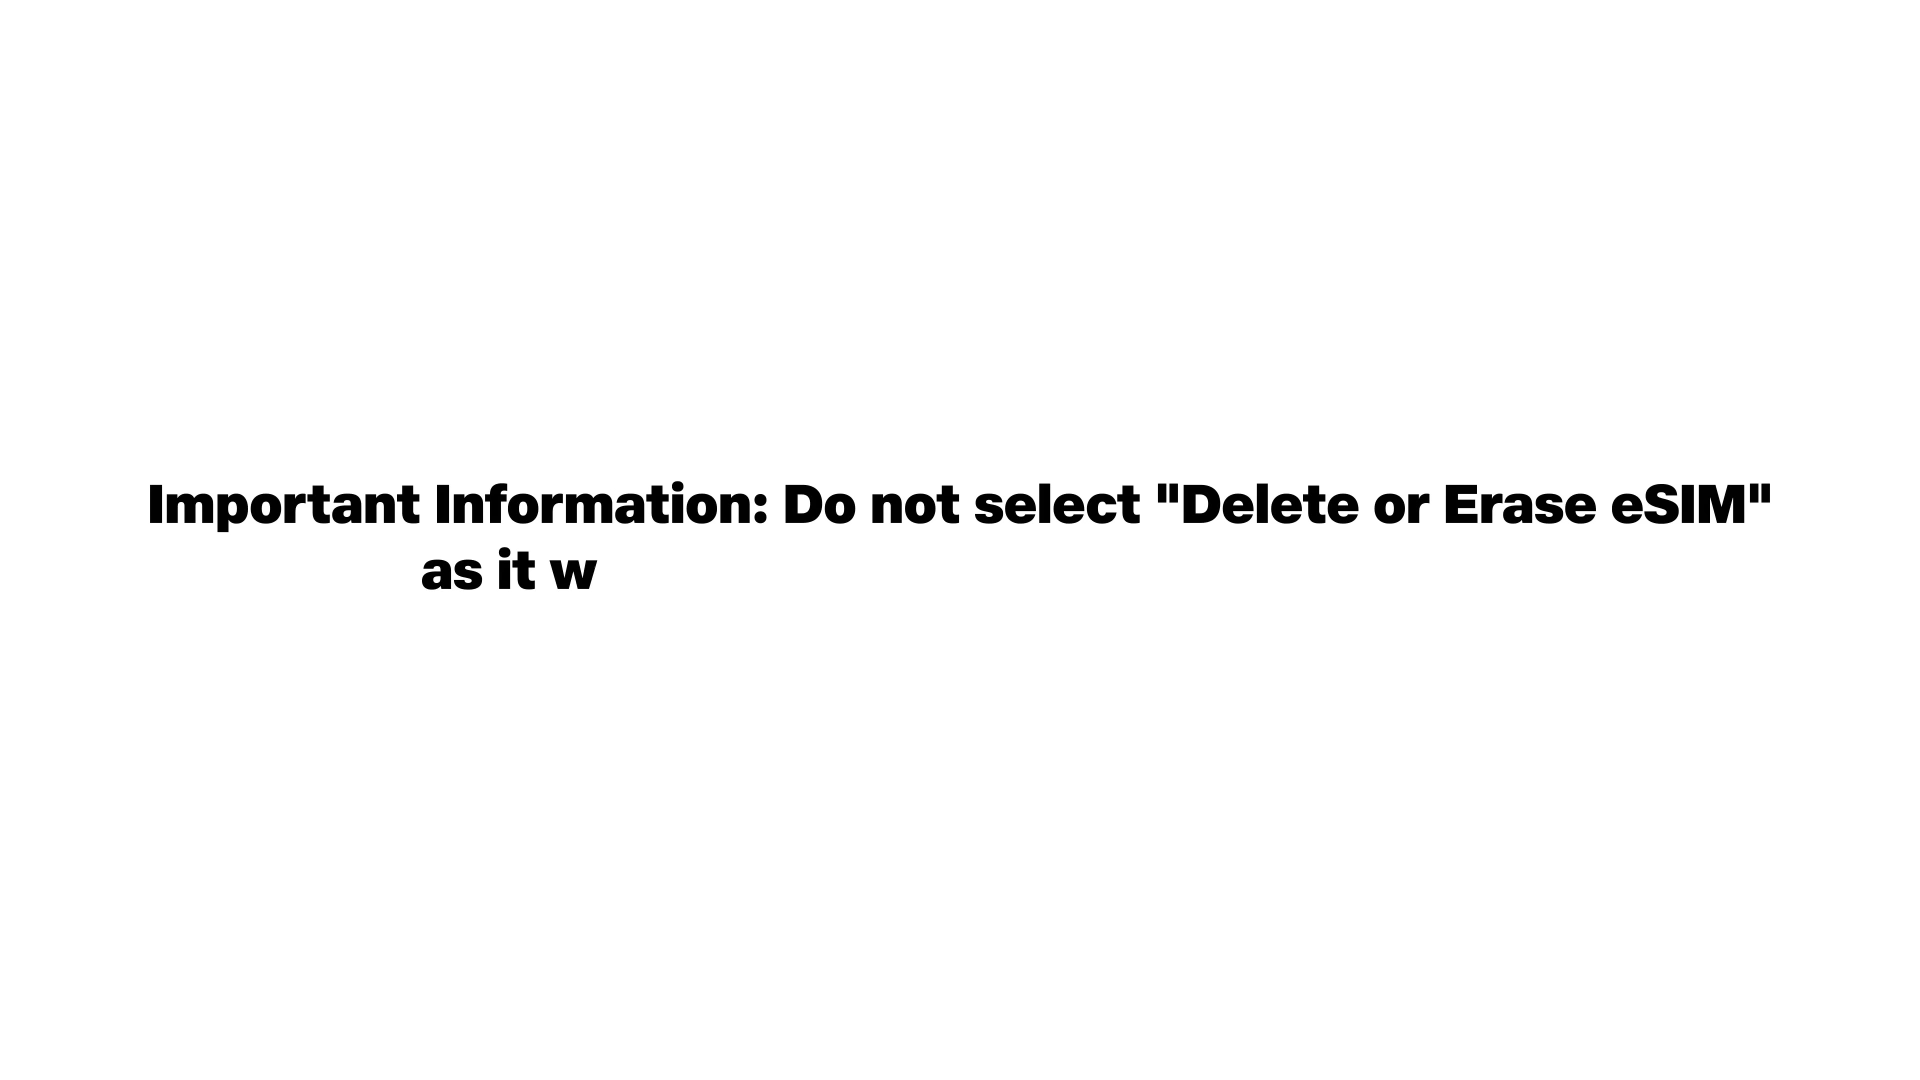 Important Information: Do not select "Delete or Erase eSIM"
as it w